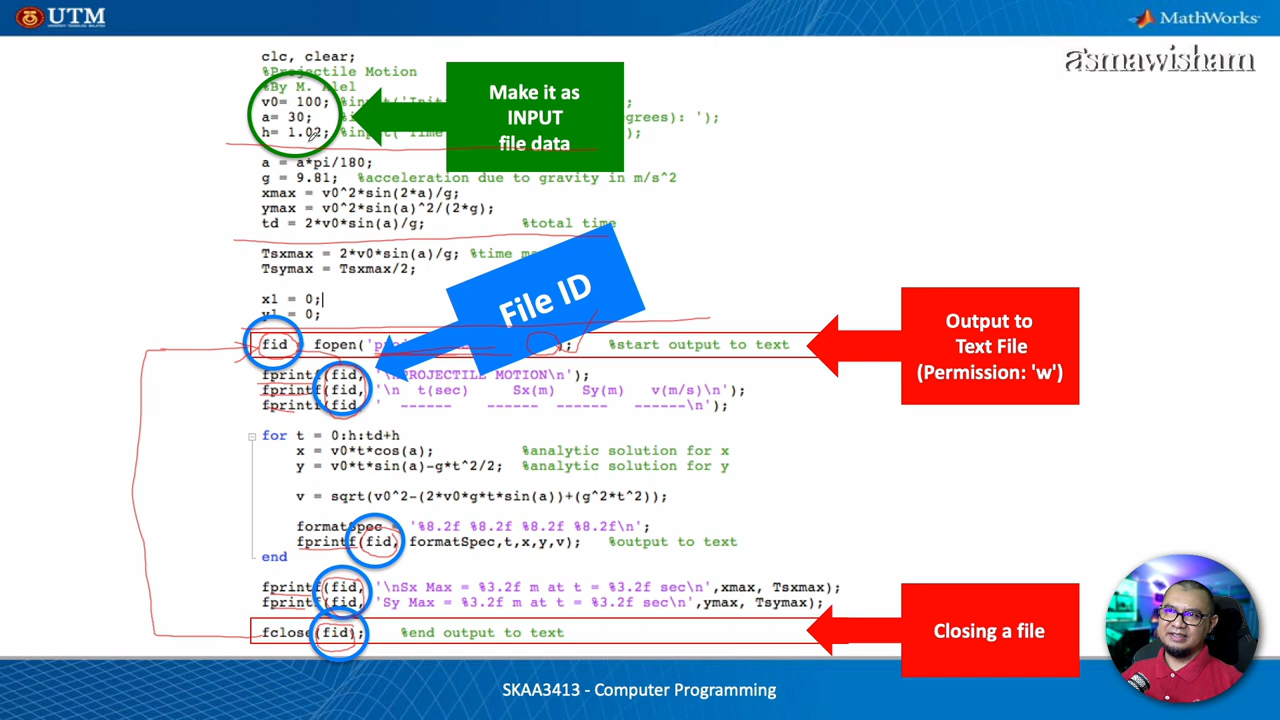 UTM
UNIVERSITI TEKNOLOGI MALAYSIA
MathWorks
asmawisham
clc, clear;
%Projectile Motion
%By M. Alel
v0= 100;
a= 30; grees): ');
h= 1.02; );
Make it as
INPUT
file data
a = a*pi/180;
g = 9.81; %acceleration due to gravity in m/s^2
xmax = v0^2*sin(2*a)/g;
ymax = v0^2*sin(a)^2/(2*g);
td = 2*v0*sin(a)/g; %total time
Tsxmax = 2*v0*sin(a)/g; %time
Tsymax = Tsxmax/2;
File ID
x1 = 0;
y1 = 0;
fid fopen(' ; %start output to text
Output to
Text File
(Permission: 'w')
fprintf(fid, '\nPROJECTILE MOTION\n');
fprintf(fid, '\n t(sec) Sx(m) Sy(m) v(m/s)\n');
fprintf(fid, ' ------ ------ ------ ------\n');
for t = 0:h:td+h
x = v0*t*cos(a); %analytic solution for x
y = v0*t*sin(a)-g*t^2/2; %analytic solution for y
v = sqrt(v0^2-(2*v0*g*t*sin(a))+(g^2*t^2));
formatSpec = '%8.2f %8.2f %8.2f %8.2f\n';
fprintf(fid, formatSpec,t,x,y,v); %output to text
end
fprintf(fid, '\nSx Max = %3.2f m at t = %3.2f sec\n',xmax, Tsxmax);
fprintf(fid, 'Sy Max = %3.2f m at t = %3.2f sec\n',ymax, Tsymax);
fclose(fid); %end output to text
Closing a file
SKAA3413 - Computer Programming